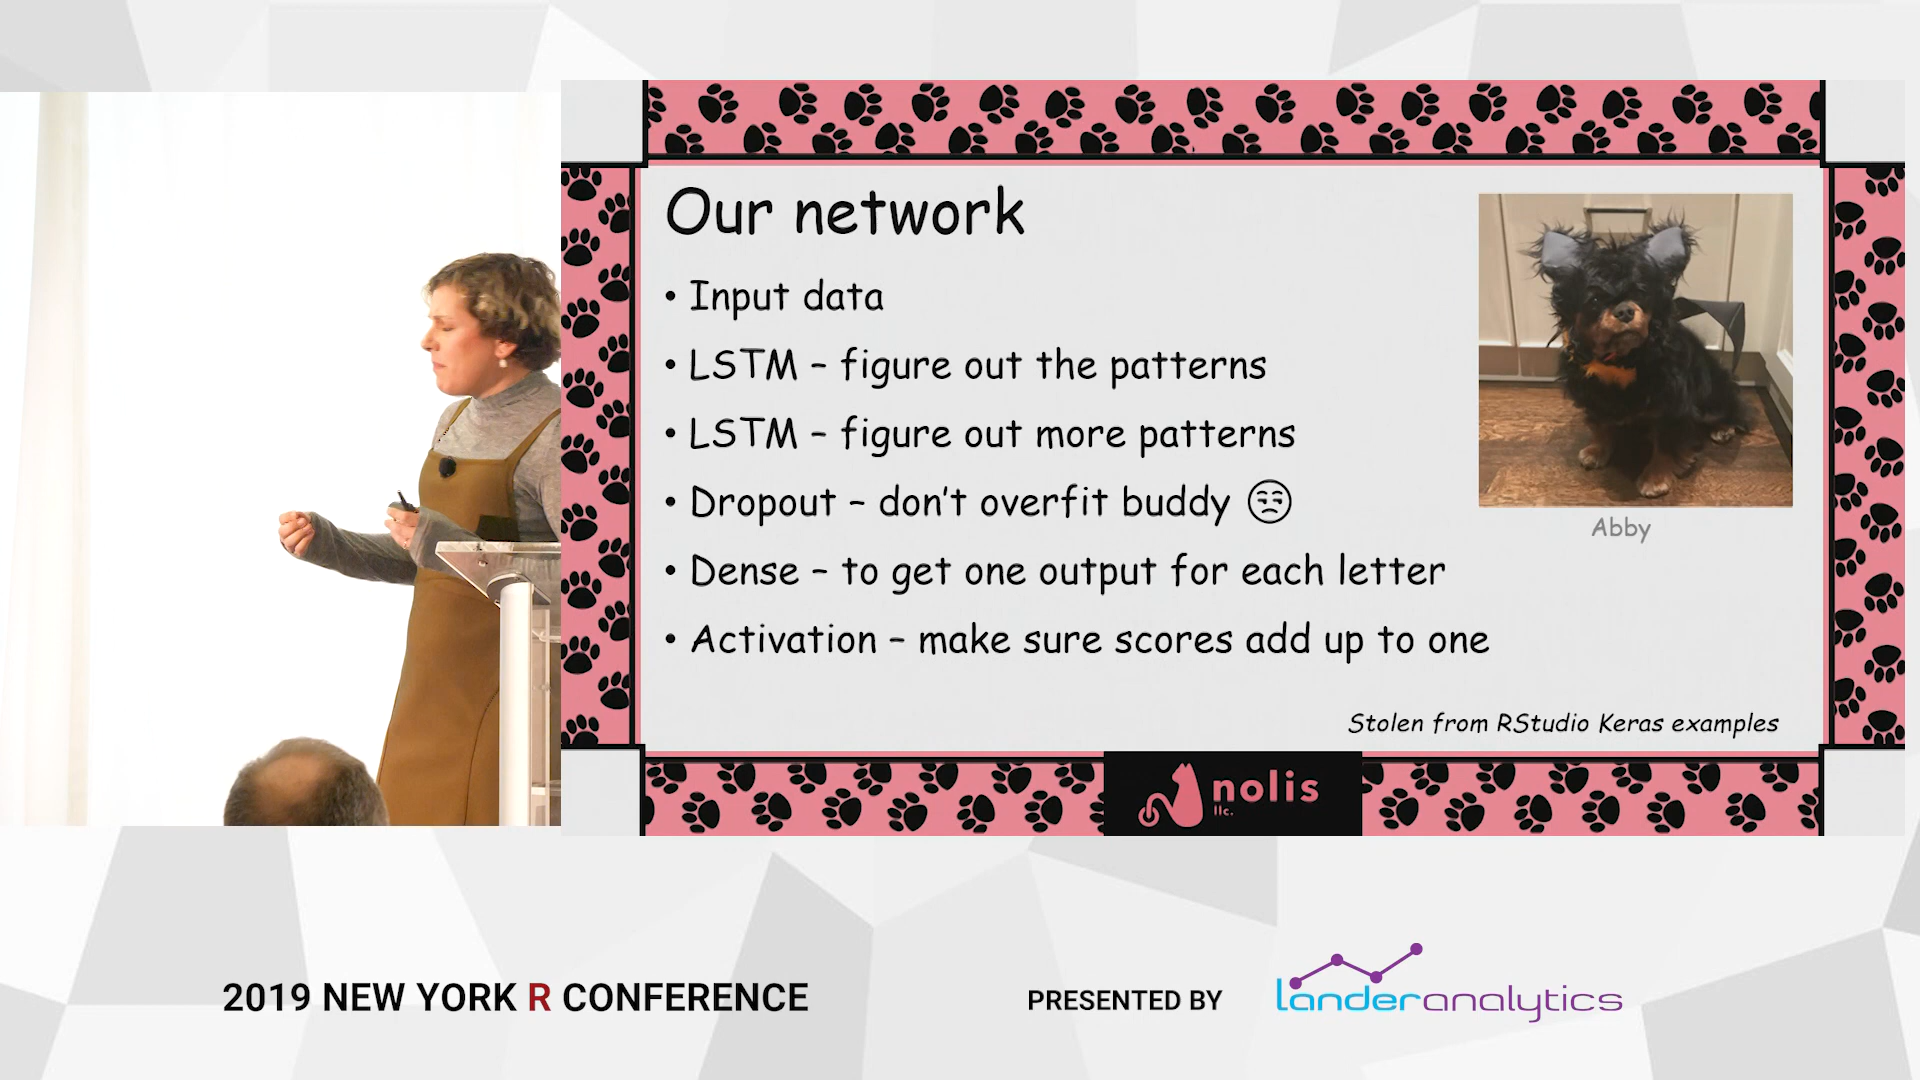 Our network
• Input data
• LSTM – figure out the patterns
• LSTM – figure out more patterns
• Dropout – don't overfit buddy 😒
• Dense – to get one output for each letter
• Activation – make sure scores add up to one
Abby
Stolen from RStudio Keras examples
nolis
llc.
2019 NEW YORK R CONFERENCE
PRESENTED BY
landeranalytics